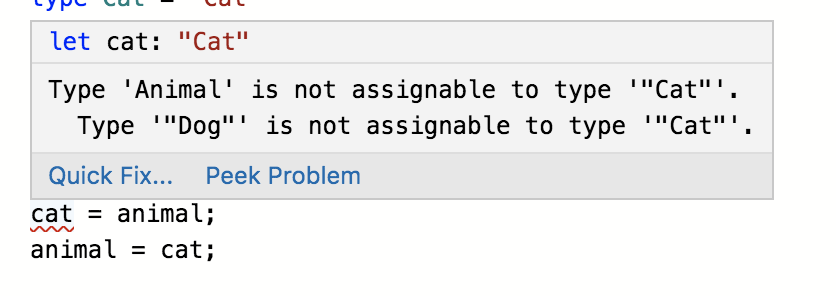 type Cat = "Cat"
let cat: "Cat"
Type 'Animal' is not assignable to type '"Cat"'.
Type '"Dog"' is not assignable to type '"Cat"'.
Quick Fix... Peek Problem
cat = animal;
animal = cat;